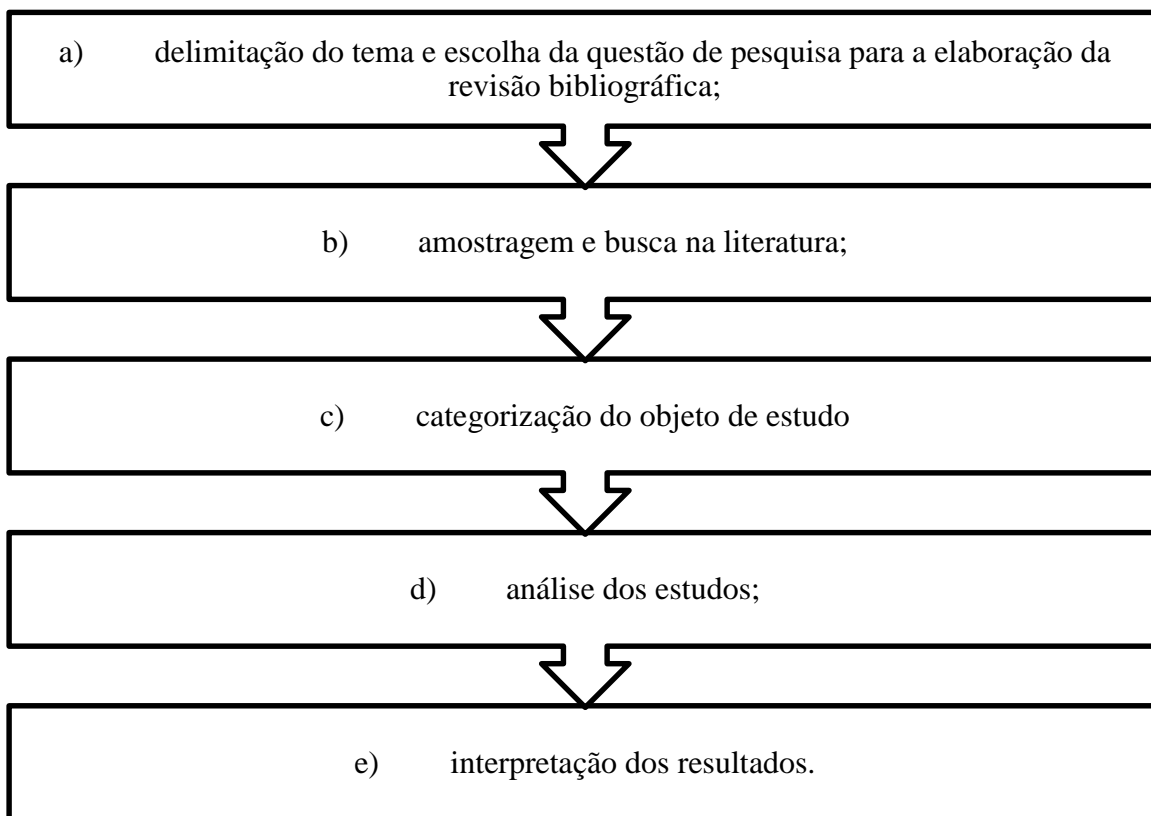 a) delimitação do tema e escolha da questão de pesquisa para a elaboração da
revisão bibliográfica;
b) amostragem e busca na literatura;
c) categorização do objeto de estudo
d) análise dos estudos;
e) interpretação dos resultados.